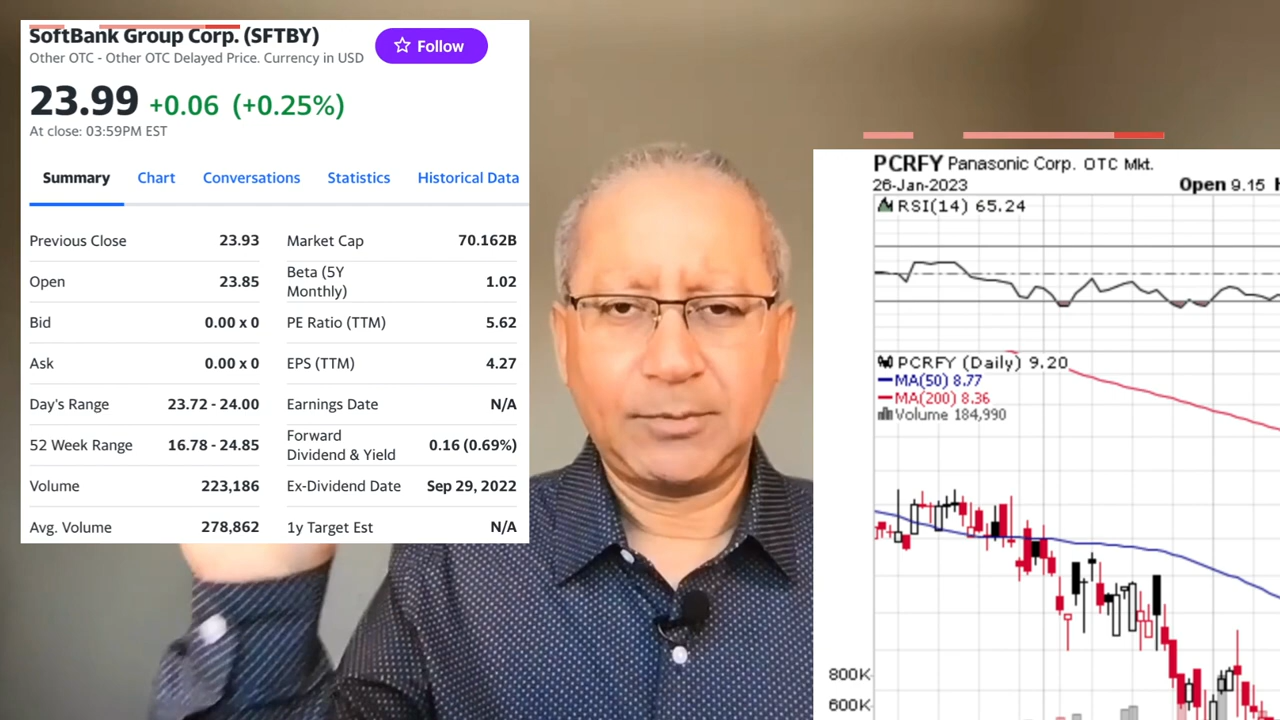 SoftBank Group Corp. (SFTBY)
Other OTC - Other OTC Delayed Price. Currency in USD
Follow
23.99 +0.06 (+0.25%)
At close: 03:59PM EST
Summary Chart Conversations Statistics Historical Data
Previous Close 23.93
Open 23.85
Bid 0.00 x 0
Ask 0.00 x 0
Day's Range 23.72 - 24.00
52 Week Range 16.78 - 24.85
Volume 223,186
Avg. Volume 278,862
Market Cap 70.162B
Beta (5Y
Monthly) 1.02
PE Ratio (TTM) 5.62
EPS (TTM) 4.27
Earnings Date N/A
Forward
Dividend & Yield 0.16 (0.69%)
Ex-Dividend Date Sep 29, 2022
1y Target Est N/A
PCRFY Panasonic Corp. OTC Mkt.
26-Jan-2023 Open 9.15
RSI(14) 65.24
PCRFY (Daily) 9.20
MA(50) 8.77
MA(200) 8.36
Volume 184,990
800K
600K